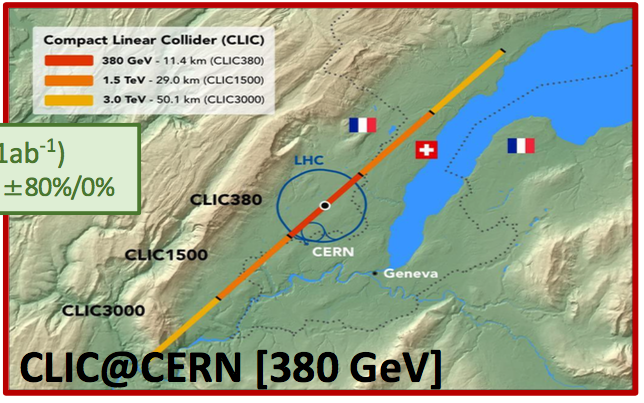 Compact Linear Collider (CLIC)
380 GeV - 11.4 km (CLIC380)
1.5 TeV - 29.0 km (CLIC1500)
3.0 TeV - 50.1 km (CLIC3000)
1ab⁻¹)
±80%/0%
LHC
CLIC380
CERN
CLIC1500
Geneva
CLIC3000
CLIC@CERN [380 GeV]